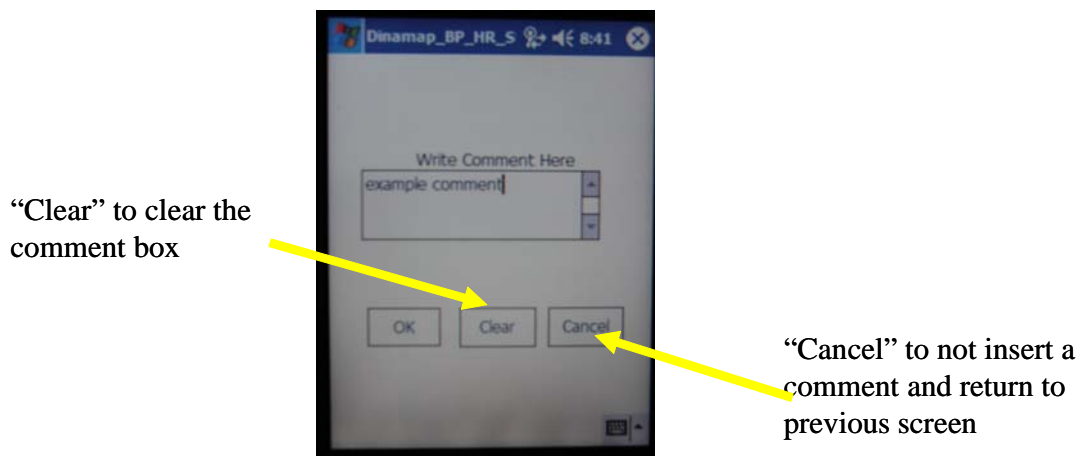 Dinamap_BP_HR_S 8:41
Write Comment Here
example comment
“Clear” to clear the
comment box
OK Clear Cancel
“Cancel” to not insert a
comment and return to
previous screen